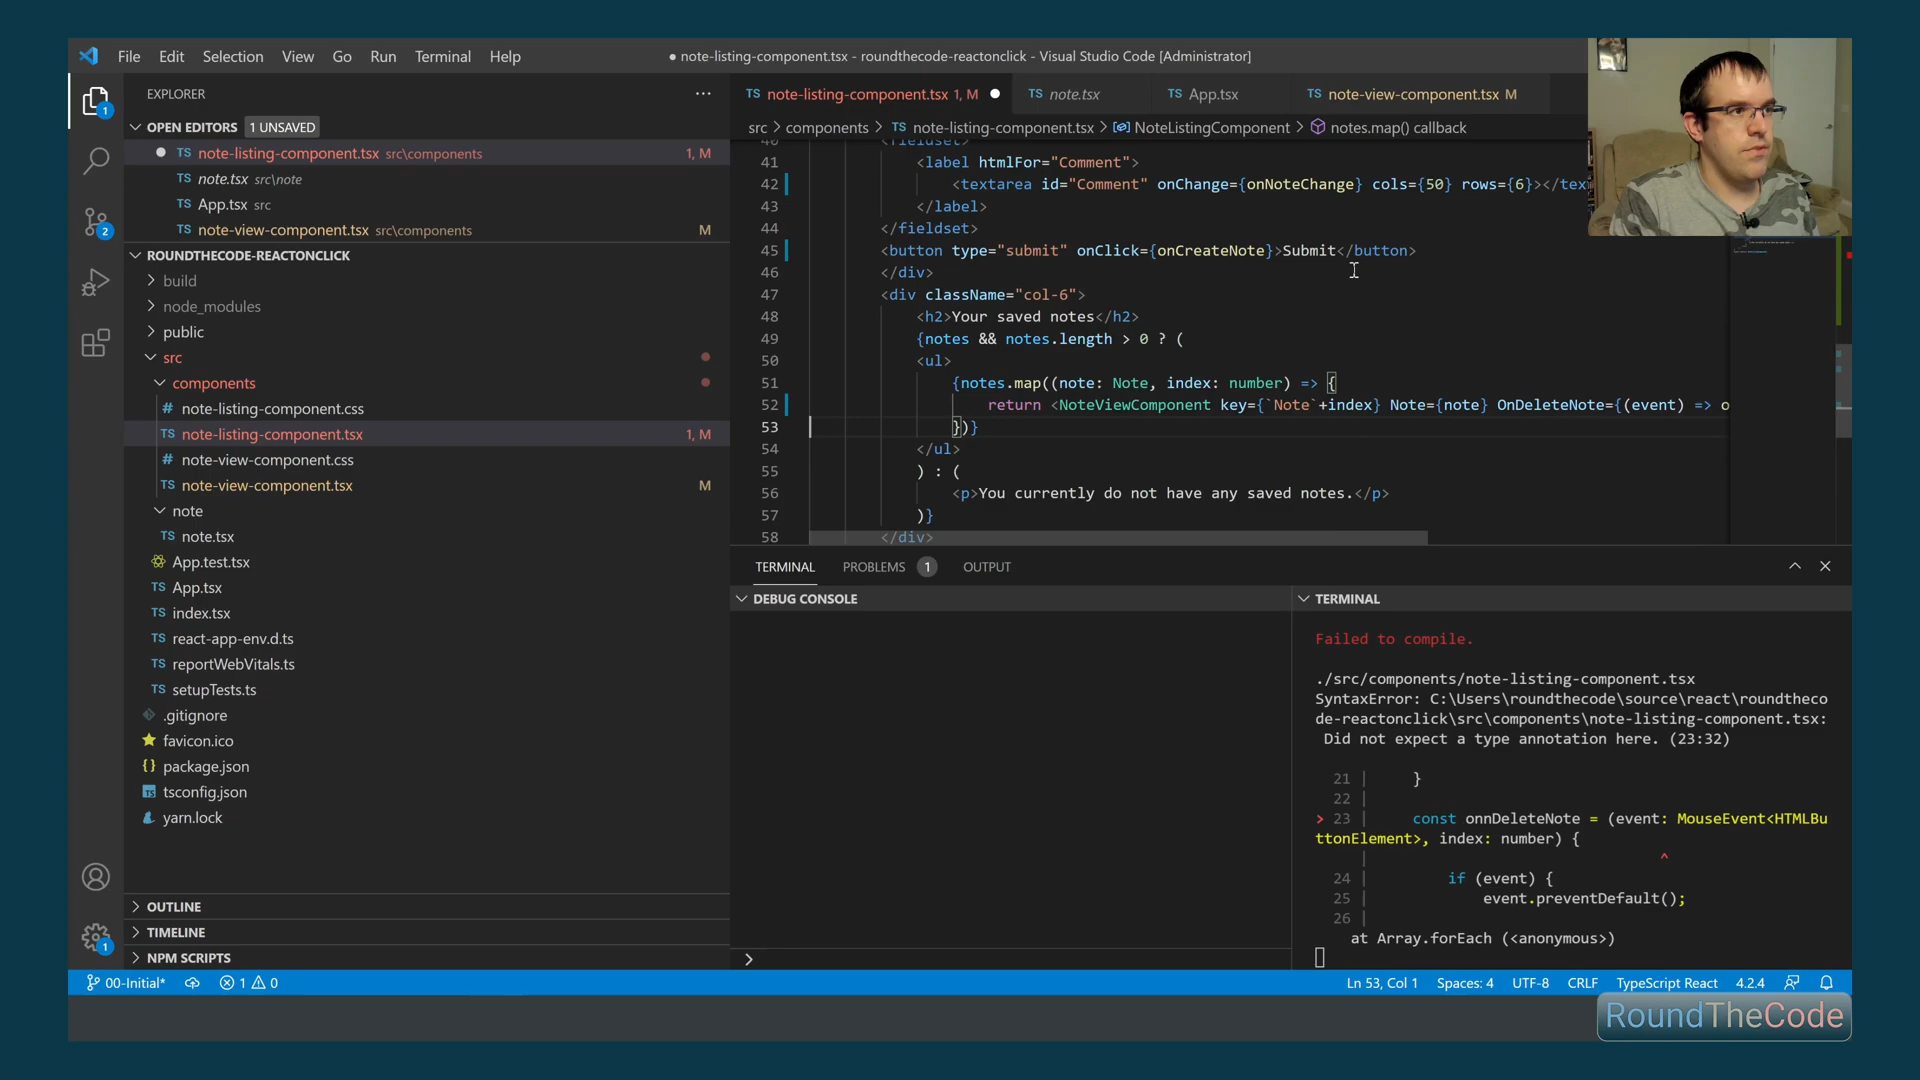 File Edit Selection View Go Run Terminal Help
● note-listing-component.tsx - roundthecode-reactonclick - Visual Studio Code [Administrator]
EXPLORER ...
OPEN EDITORS 1 UNSAVED
TS note-listing-component.tsx src\components 1, M
TS note.tsx src\note
TS App.tsx src
TS note-view-component.tsx src\components M
ROUNDTHECODE-REACTONCLICK
build
node_modules
public
src
components
# note-listing-component.css
TS note-listing-component.tsx 1, M
# note-view-component.css
TS note-view-component.tsx M
note
TS note.tsx
App.test.tsx
TS App.tsx
TS index.tsx
TS react-app-env.d.ts
TS reportWebVitals.ts
TS setupTests.ts
.gitignore
favicon.ico
{} package.json
TS tsconfig.json
yarn.lock
OUTLINE
TIMELINE
NPM SCRIPTS
1
2
1
TS note-listing-component.tsx 1, M ● TS note.tsx TS App.tsx TS note-view-component.tsx M
src > components > TS note-listing-component.tsx > NoteListingComponent > notes.map() callback
40 <fieldset>
41 <label htmlFor="Comment">
42 <textarea id="Comment" onChange={onNoteChange} cols={50} rows={6}></tex
43 </label>
44 </fieldset>
45 <button type="submit" onClick={onCreateNote}>Submit</button>
46 </div>
47 <div className="col-6">
48 <h2>Your saved notes</h2>
49 {notes && notes.length > 0 ? (
50 <ul>
51 {notes.map((note: Note, index: number) => {
52 return <NoteViewComponent key={`Note`+index} Note={note} OnDeleteNote={(event) => o
53 })}
54 </ul>
55 ) : (
56 <p>You currently do not have any saved notes.</p>
57 )}
58 </div>
TERMINAL PROBLEMS 1 OUTPUT
DEBUG CONSOLE
>
TERMINAL
Failed to compile.
./src/components/note-listing-component.tsx
SyntaxError: C:\Users\roundthecode\source\react\roundtheco
de-reactonclick\src\components\note-listing-component.tsx:
Did not expect a type annotation here. (23:32)
21 | }
22 |
> 23 | const onnDeleteNote = (event: MouseEvent<HTMLBu
ttonElement>, index: number) {
| ^
24 | if (event) {
25 | event.preventDefault();
26 |
at Array.forEach (<anonymous>)
00-Initial* 1 0 Ln 53, Col 1 Spaces: 4 UTF-8 CRLF TypeScript React 4.2.4
RoundTheCode